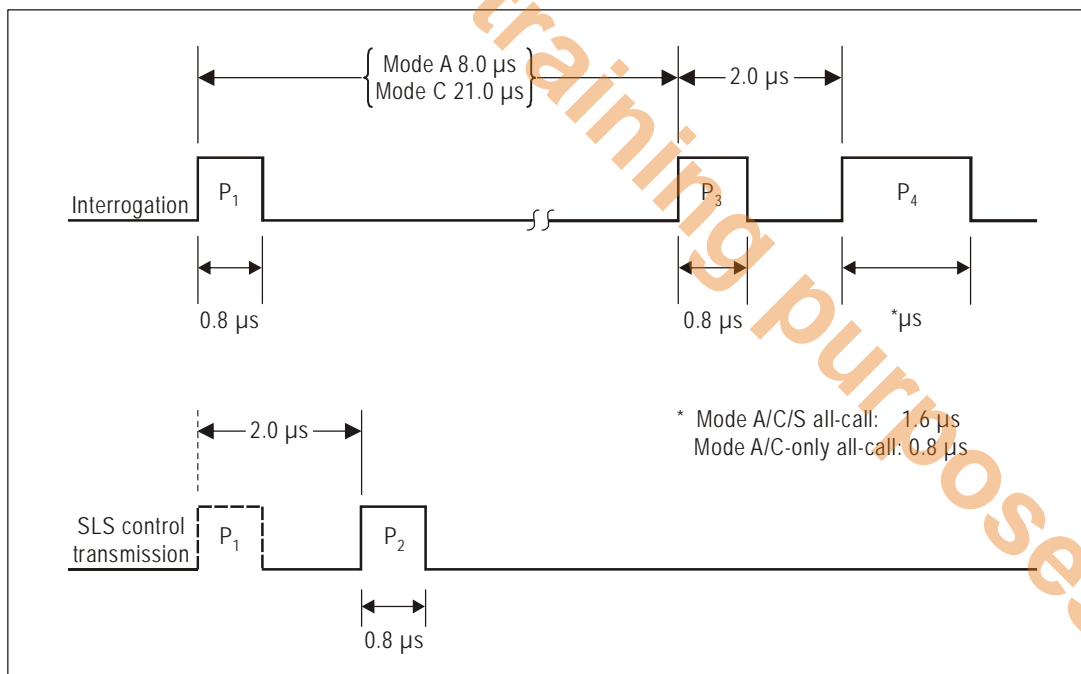 Mode A 8.0 µs
Mode C 21.0 µs
2.0 µs
Interrogation
P1
P3
P4
0.8 µs
0.8 µs
*µs
2.0 µs
* Mode A/C/S all-call: 1.6 µs
Mode A/C-only all-call: 0.8 µs
SLS control
transmission
P1
P2
0.8 µs
training purposes